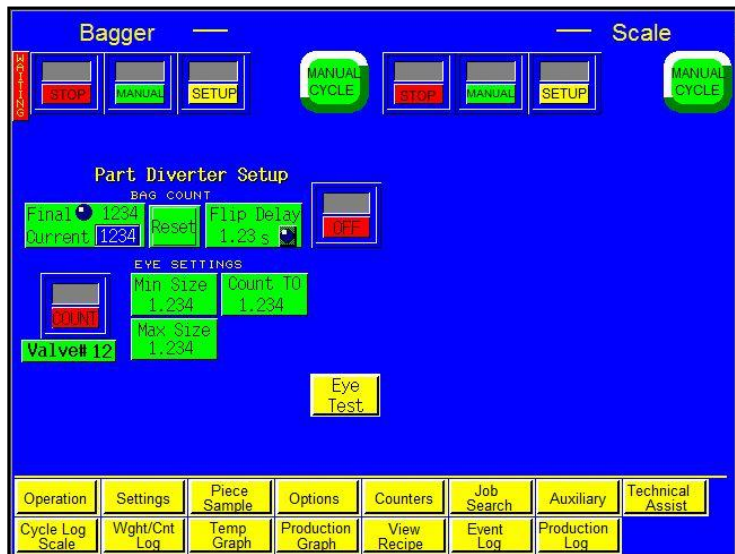 Bagger — — Scale
WAITING
STOP MANUAL SETUP MANUAL CYCLE STOP MANUAL SETUP MANUAL CYCLE
Part Diverter Setup
BAG COUNT
Final 1234 Reset Flip Delay
Current 1234 1.23 s OFF
EYE SETTINGS
Min Size Count TO
1.234 1.234
COUNT Max Size
Valve# 12 1.234
Eye
Test
Operation Settings Piece Sample Options Counters Job Search Auxiliary Technical Assist
Cycle Log Scale Wght/Cnt Log Temp Graph Production Graph View Recipe Event Log Production Log